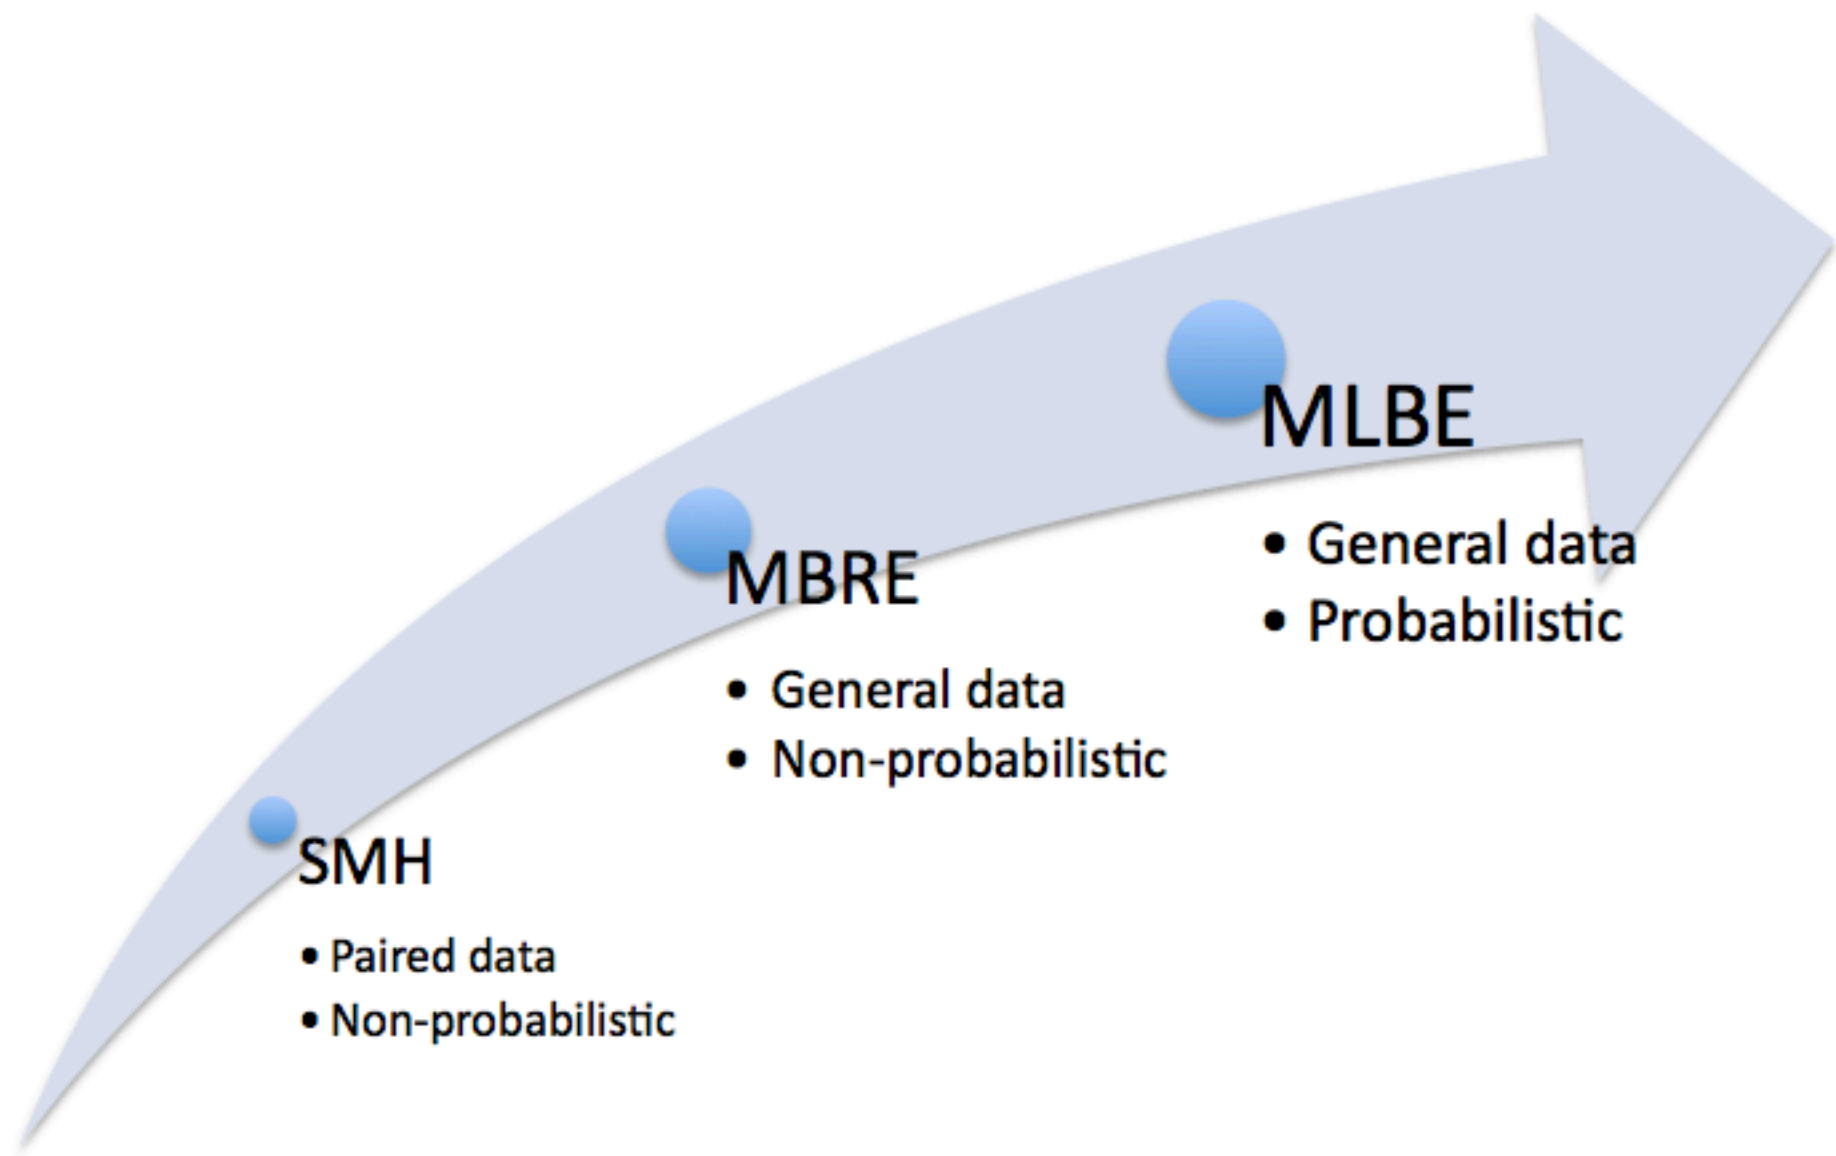 MLBE
• General data
• Probabilistic
MBRE
• General data
• Non-probabilistic
SMH
• Paired data
• Non-probabilistic